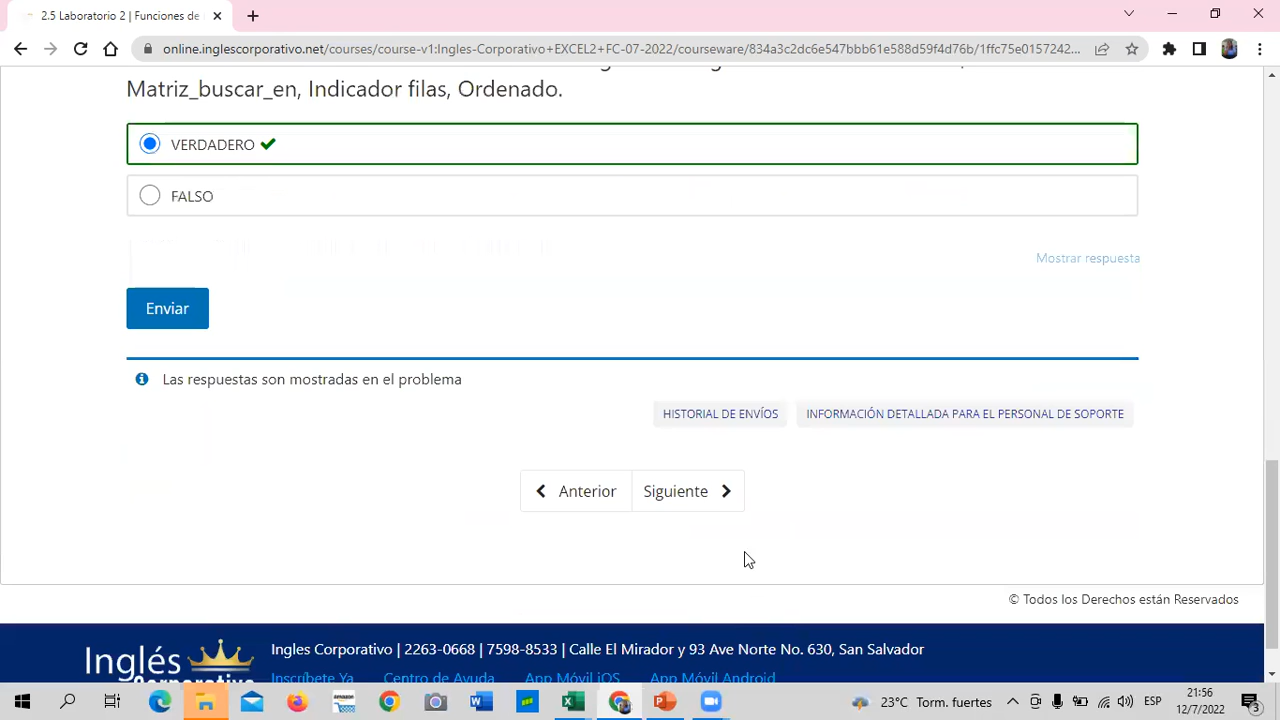 2.5 Laboratorio 2 | Funciones de
online.inglescorporativo.net/courses/course-v1:Ingles-Corporativo+EXCEL2+FC-07-2022/courseware/834a3c20c6e547bbb61e588d59f4d76b/1ffc75e0157242...
Matriz_buscar_en, Indicador filas, Ordenado.
VERDADERO
FALSO
Mostrar respuesta
Enviar
Las respuestas son mostradas en el problema
HISTORIAL DE ENVÍOS
INFORMACIÓN DETALLADA PARA EL PERSONAL DE SOPORTE
Anterior
Siguiente
© Todos los Derechos están Reservados
Inglés
Ingles Corporativo | 2263-0668 | 7598-8533 | Calle El Mirador y 93 Ave Norte No. 630, San Salvador
Inscríbete Ya
Centro de Ayuda
App Móvil iOS
App Móvil Android
23°C Torm. fuertes
ESP
21:56
12/7/2022
3